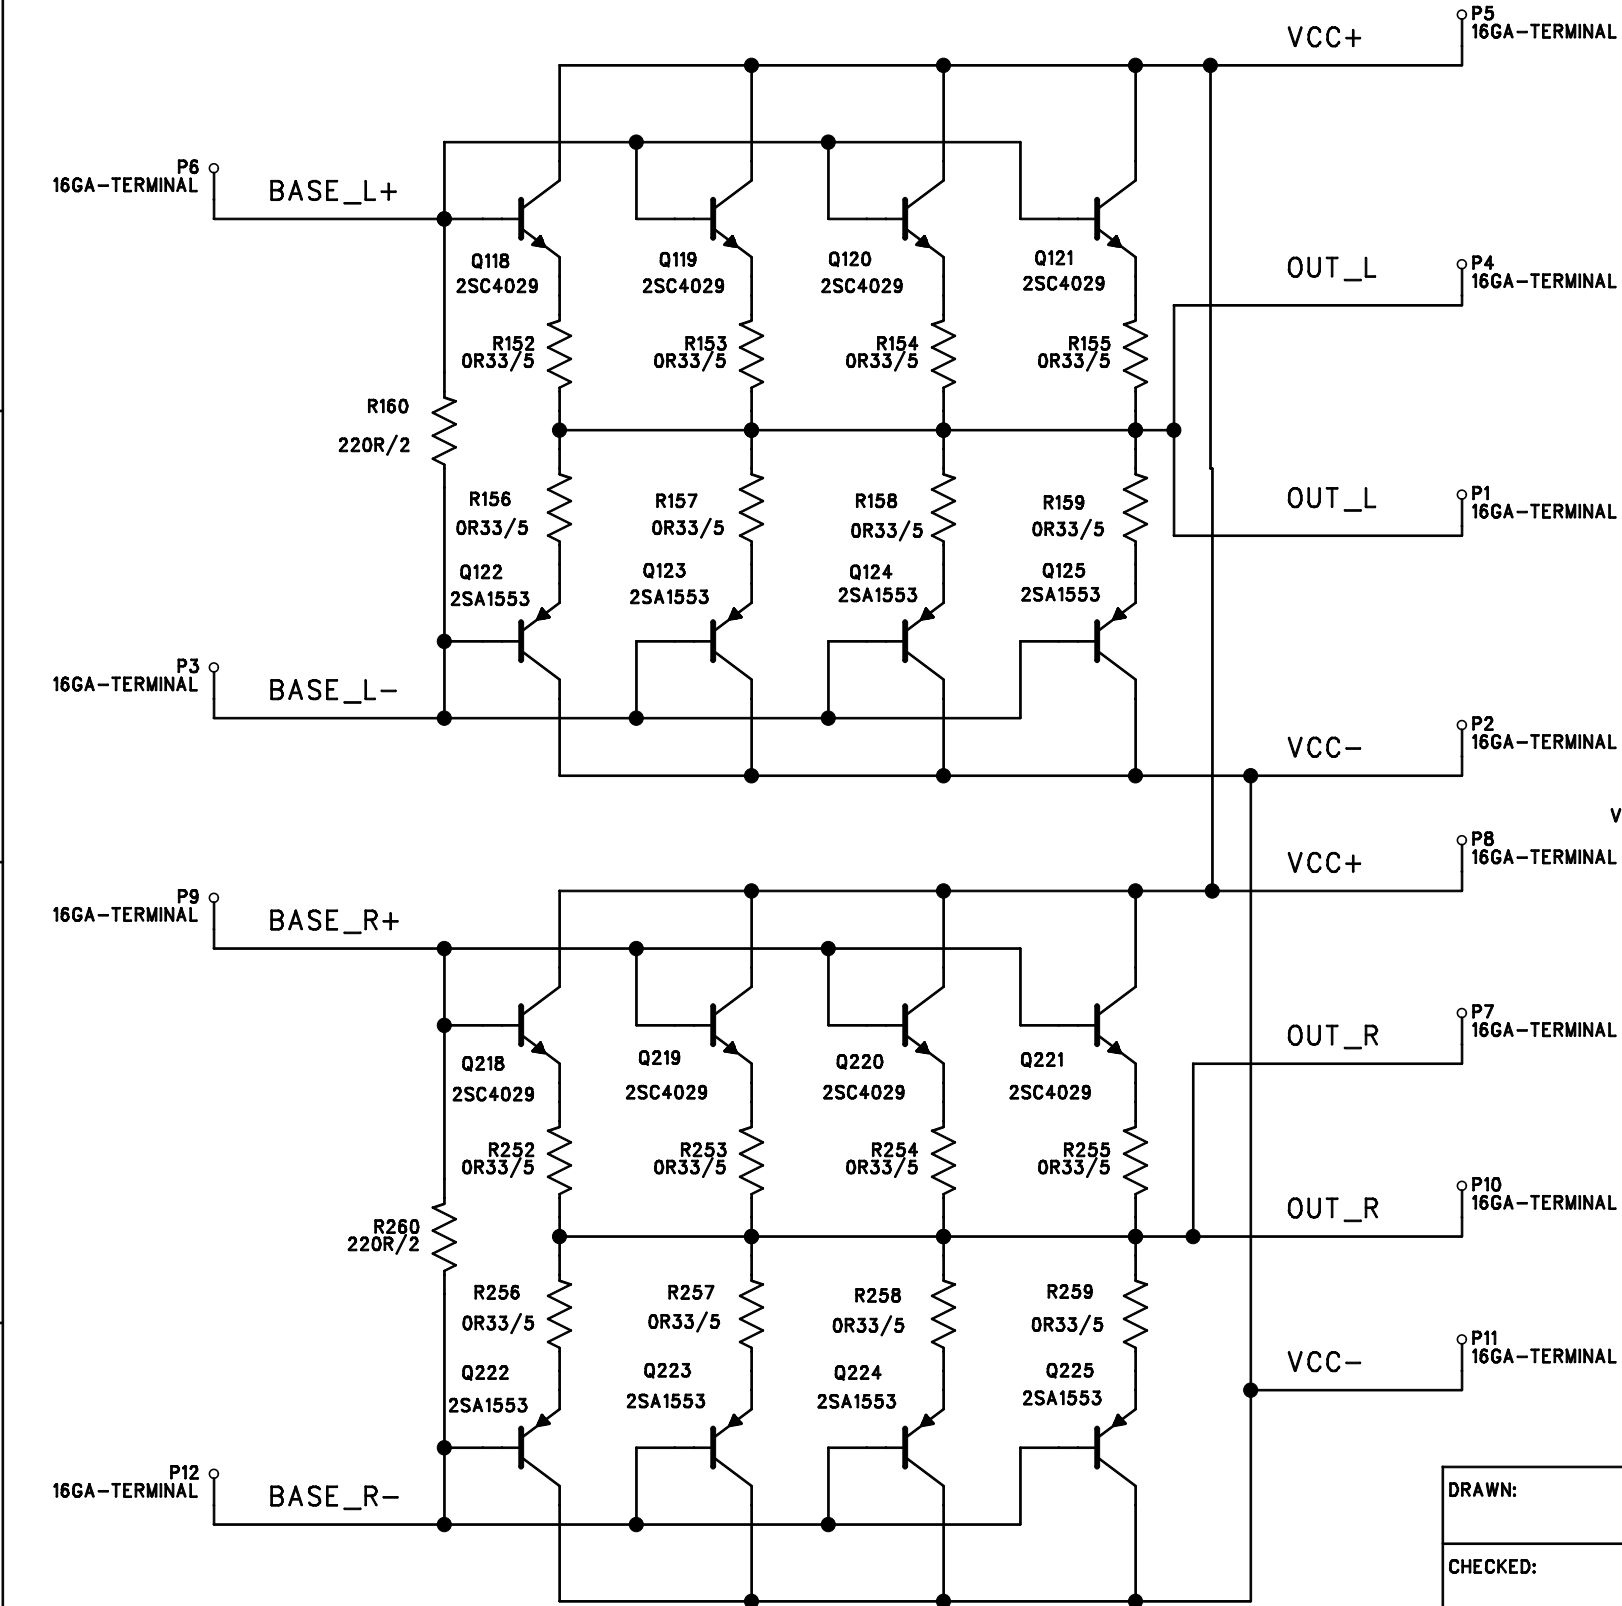 VCC+
P5
16GA-TERMINAL
P6
16GA-TERMINAL
BASE_L+
Q118
2SC4029
Q119
2SC4029
Q120
2SC4029
Q121
2SC4029
OUT_L
P4
16GA-TERMINAL
R152
0R33/5
R153
0R33/5
R154
0R33/5
R155
0R33/5
R160
220R/2
R156
0R33/5
R157
0R33/5
R158
0R33/5
R159
0R33/5
OUT_L
P1
16GA-TERMINAL
Q122
2SA1553
Q123
2SA1553
Q124
2SA1553
Q125
2SA1553
P3
16GA-TERMINAL
BASE_L-
VCC-
P2
16GA-TERMINAL
V
VCC+
P8
16GA-TERMINAL
P9
16GA-TERMINAL
BASE_R+
Q218
2SC4029
Q219
2SC4029
Q220
2SC4029
Q221
2SC4029
OUT_R
P7
16GA-TERMINAL
R252
0R33/5
R253
0R33/5
R254
0R33/5
R255
0R33/5
OUT_R
P10
16GA-TERMINAL
R260
220R/2
R256
0R33/5
R257
0R33/5
R258
0R33/5
R259
0R33/5
Q222
2SA1553
Q223
2SA1553
Q224
2SA1553
Q225
2SA1553
VCC-
P11
16GA-TERMINAL
P12
16GA-TERMINAL
BASE_R-
DRAWN:
CHECKED: